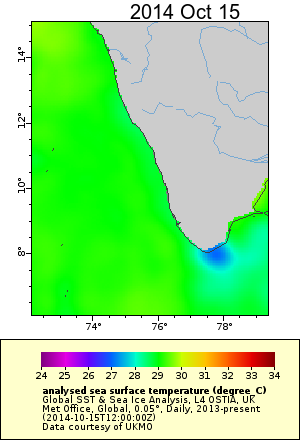 2014 Oct 15
14°
12°
10°
8°
74°
76°
78°
24 25 26 27 28 29 30 31 32 33 34
analysed sea surface temperature (degree_C)
Global SST & Sea Ice Analysis, L4 OSTIA, UK
Met Office, Global, 0.05°, Daily, 2013-present
(2014-10-15T12:00:00Z)
Data courtesy of UKMO